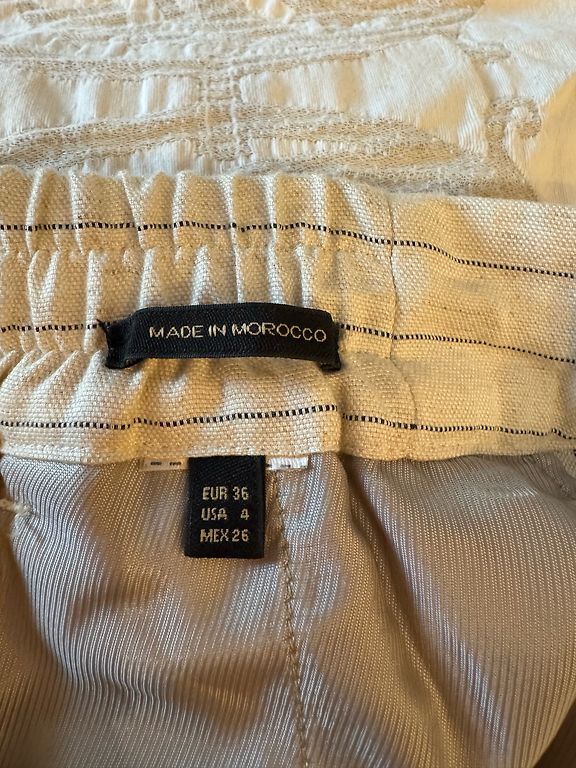 MADE IN MOROCCO
EUR 36
USA 4
MEX 26